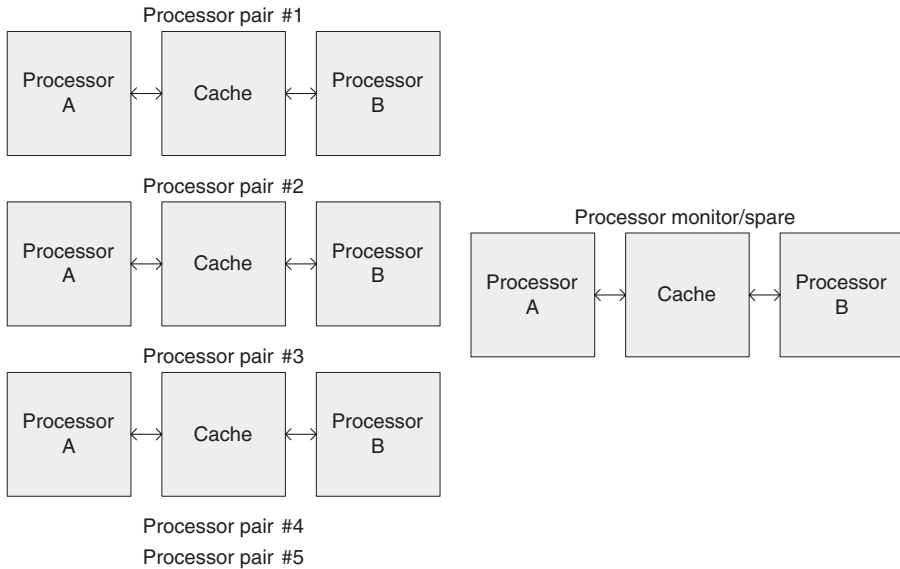 Processor pair #1
Processor
A
Cache
Processor
B
Processor pair #2
Processor
A
Cache
Processor
B
Processor pair #3
Processor
A
Cache
Processor
B
Processor pair #4
Processor pair #5
Processor monitor/spare
Processor
A
Cache
Processor
B